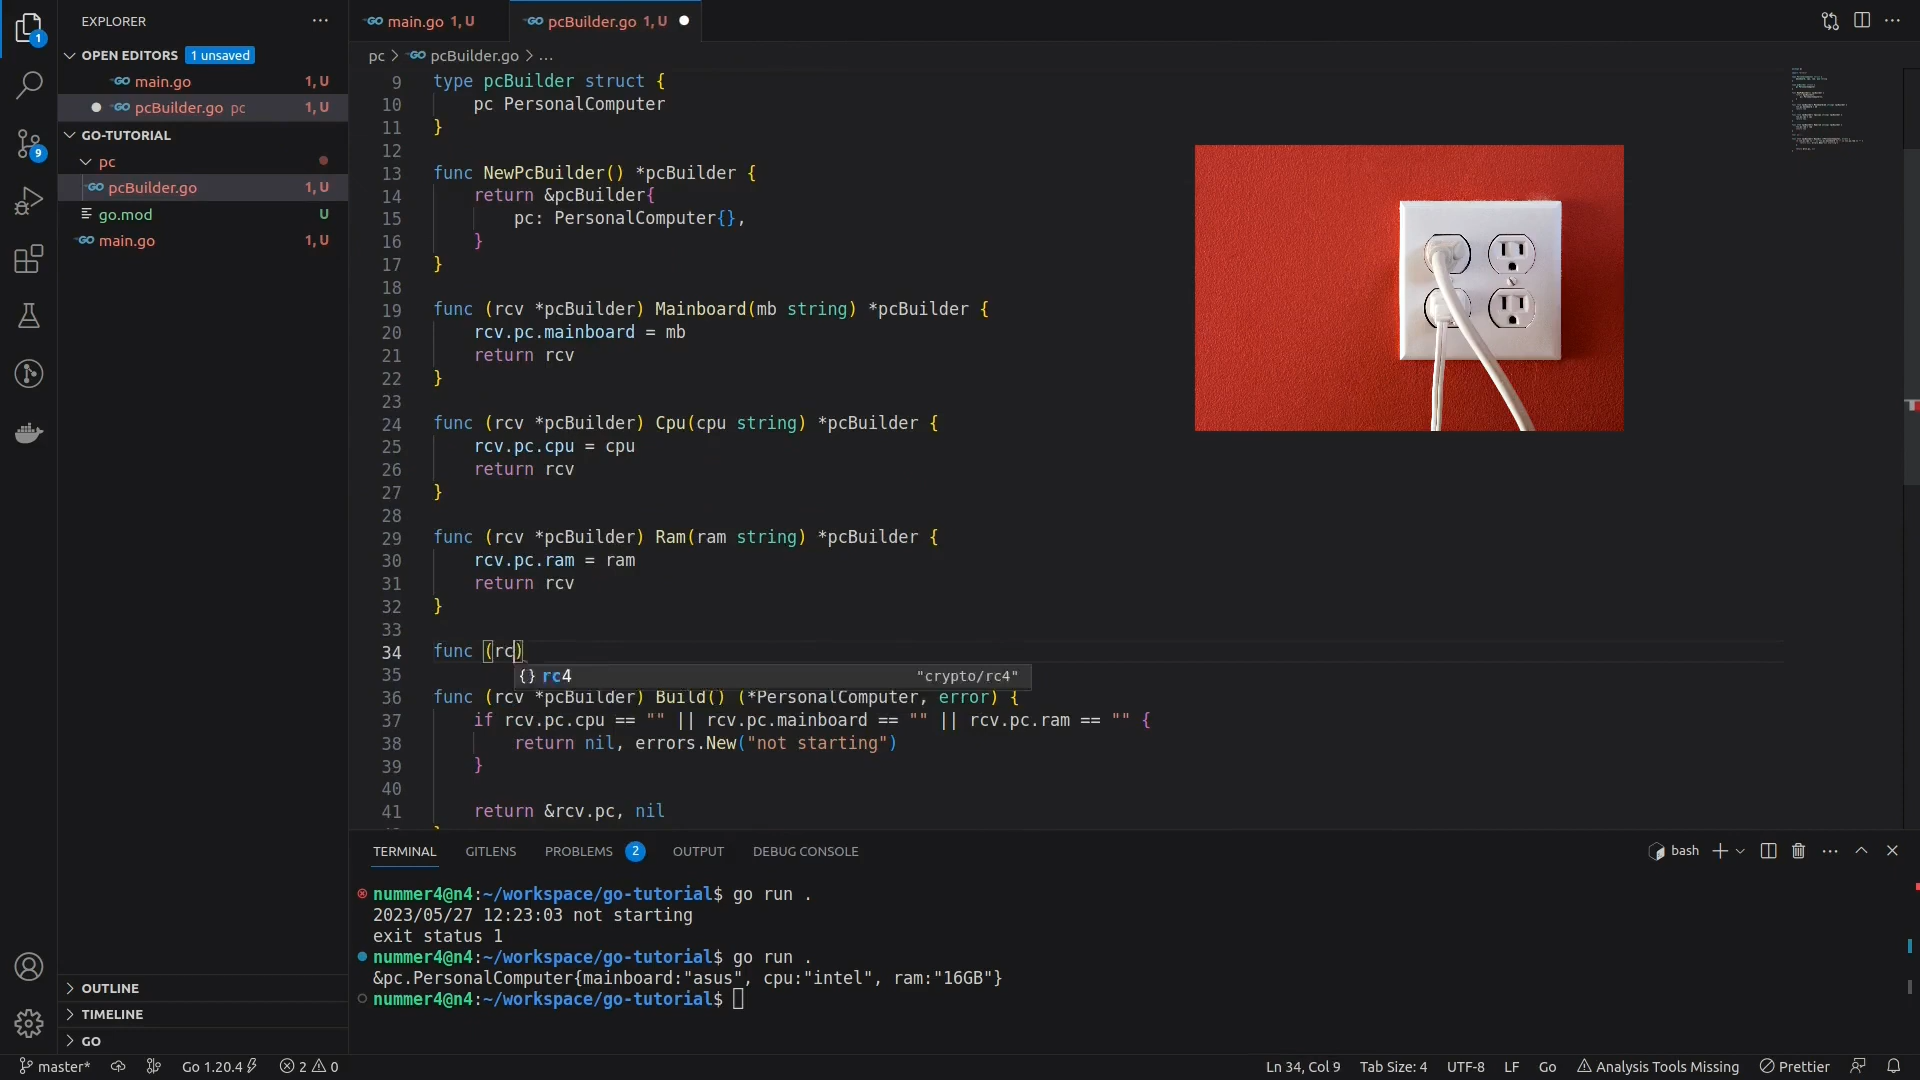 EXPLORER
OPEN EDITORS 1 unsaved
main.go 1, U
pcBuilder.go pc 1, U
GO-TUTORIAL
pc
pcBuilder.go 1, U
go.mod U
main.go 1, U
OUTLINE
TIMELINE
GO
1
9
main.go 1, U
pcBuilder.go 1, U
pc > pcBuilder.go > ...
9 type pcBuilder struct {
10 pc PersonalComputer
11 }
12
13 func NewPcBuilder() *pcBuilder {
14 return &pcBuilder{
15 pc: PersonalComputer{},
16 }
17 }
18
19 func (rcv *pcBuilder) Mainboard(mb string) *pcBuilder {
20 rcv.pc.mainboard = mb
21 return rcv
22 }
23
24 func (rcv *pcBuilder) Cpu(cpu string) *pcBuilder {
25 rcv.pc.cpu = cpu
26 return rcv
27 }
28
29 func (rcv *pcBuilder) Ram(ram string) *pcBuilder {
30 rcv.pc.ram = ram
31 return rcv
32 }
33
34 func (rc)
35 {} rc4 "crypto/rc4"
36 func (rcv *pcBuilder) Build() (*PersonalComputer, error) {
37 if rcv.pc.cpu == "" || rcv.pc.mainboard == "" || rcv.pc.ram == "" {
38 return nil, errors.New("not starting")
39 }
40
41 return &rcv.pc, nil
TERMINAL GITLENS PROBLEMS 2 OUTPUT DEBUG CONSOLE
bash
nummer4@n4:~/workspace/go-tutorial$ go run .
2023/05/27 12:23:03 not starting
exit status 1
nummer4@n4:~/workspace/go-tutorial$ go run .
&pc.PersonalComputer{mainboard:"asus", cpu:"intel", ram:"16GB"}
nummer4@n4:~/workspace/go-tutorial$
master* Go 1.20.4 2 0 Ln 34, Col 9 Tab Size: 4 UTF-8 LF Go Analysis Tools Missing Prettier